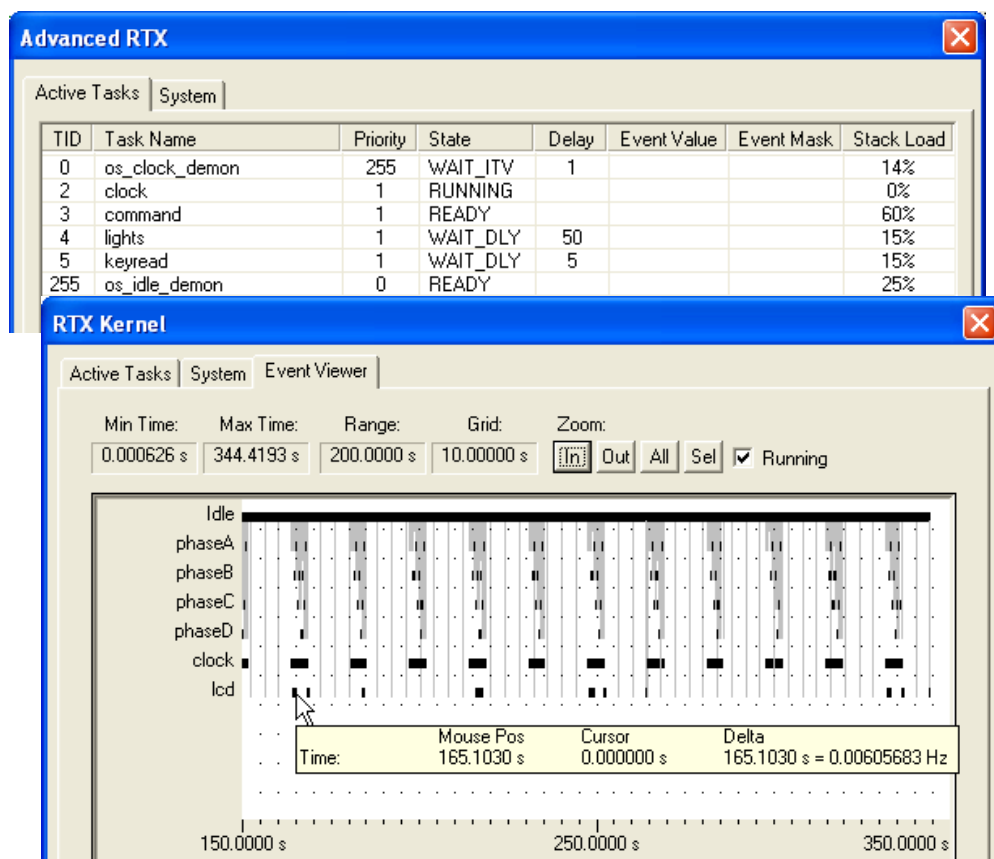 Advanced RTX
Active Tasks System
TID Task Name Priority State Delay Event Value Event Mask Stack Load
0 os_clock_demon 255 WAIT_ITV 1 14%
2 clock 1 RUNNING 0%
3 command 1 READY 60%
4 lights 1 WAIT_DLY 50 15%
5 keyread 1 WAIT_DLY 5 15%
255 os_idle_demon 0 READY 25%
RTX Kernel
Active Tasks System Event Viewer
Min Time: Max Time: Range: Grid: Zoom:
0.000626 s 344.4193 s 200.0000 s 10.00000 s In Out All Sel Running
Idle
phaseA
phaseB
phaseC
phaseD
clock
lcd
Mouse Pos Cursor Delta
Time: 165.1030 s 0.000000 s 165.1030 s = 0.00605683 Hz
150.0000 s 250.0000 s 350.0000 s